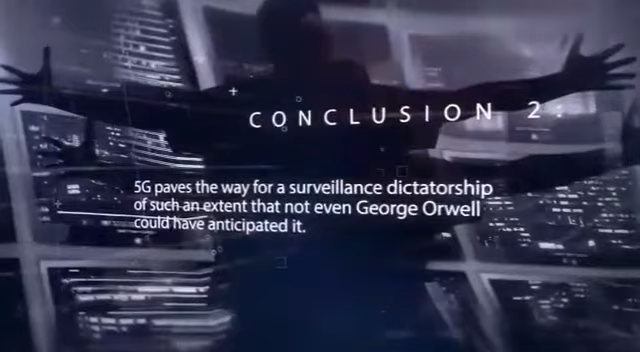 CONCLUSION 2:
5G paves the way for a surveillance dictatorship
of such an extent that not even George Orwell
could have anticipated it.